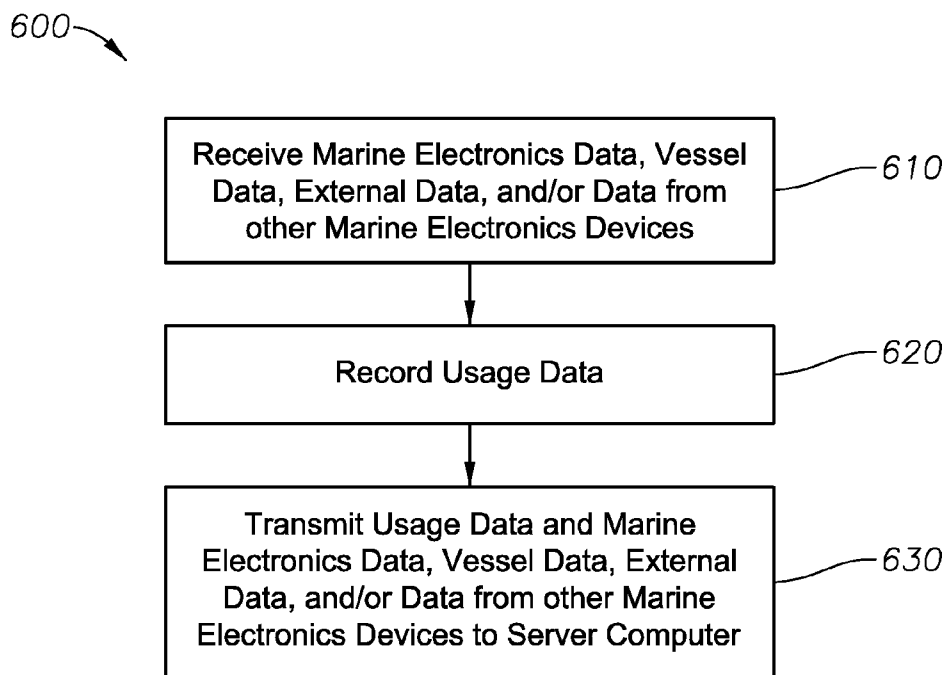 600
Receive Marine Electronics Data, Vessel
Data, External Data, and/or Data from
other Marine Electronics Devices
610
Record Usage Data
620
Transmit Usage Data and Marine
Electronics Data, Vessel Data, External
Data, and/or Data from other Marine
Electronics Devices to Server Computer
630